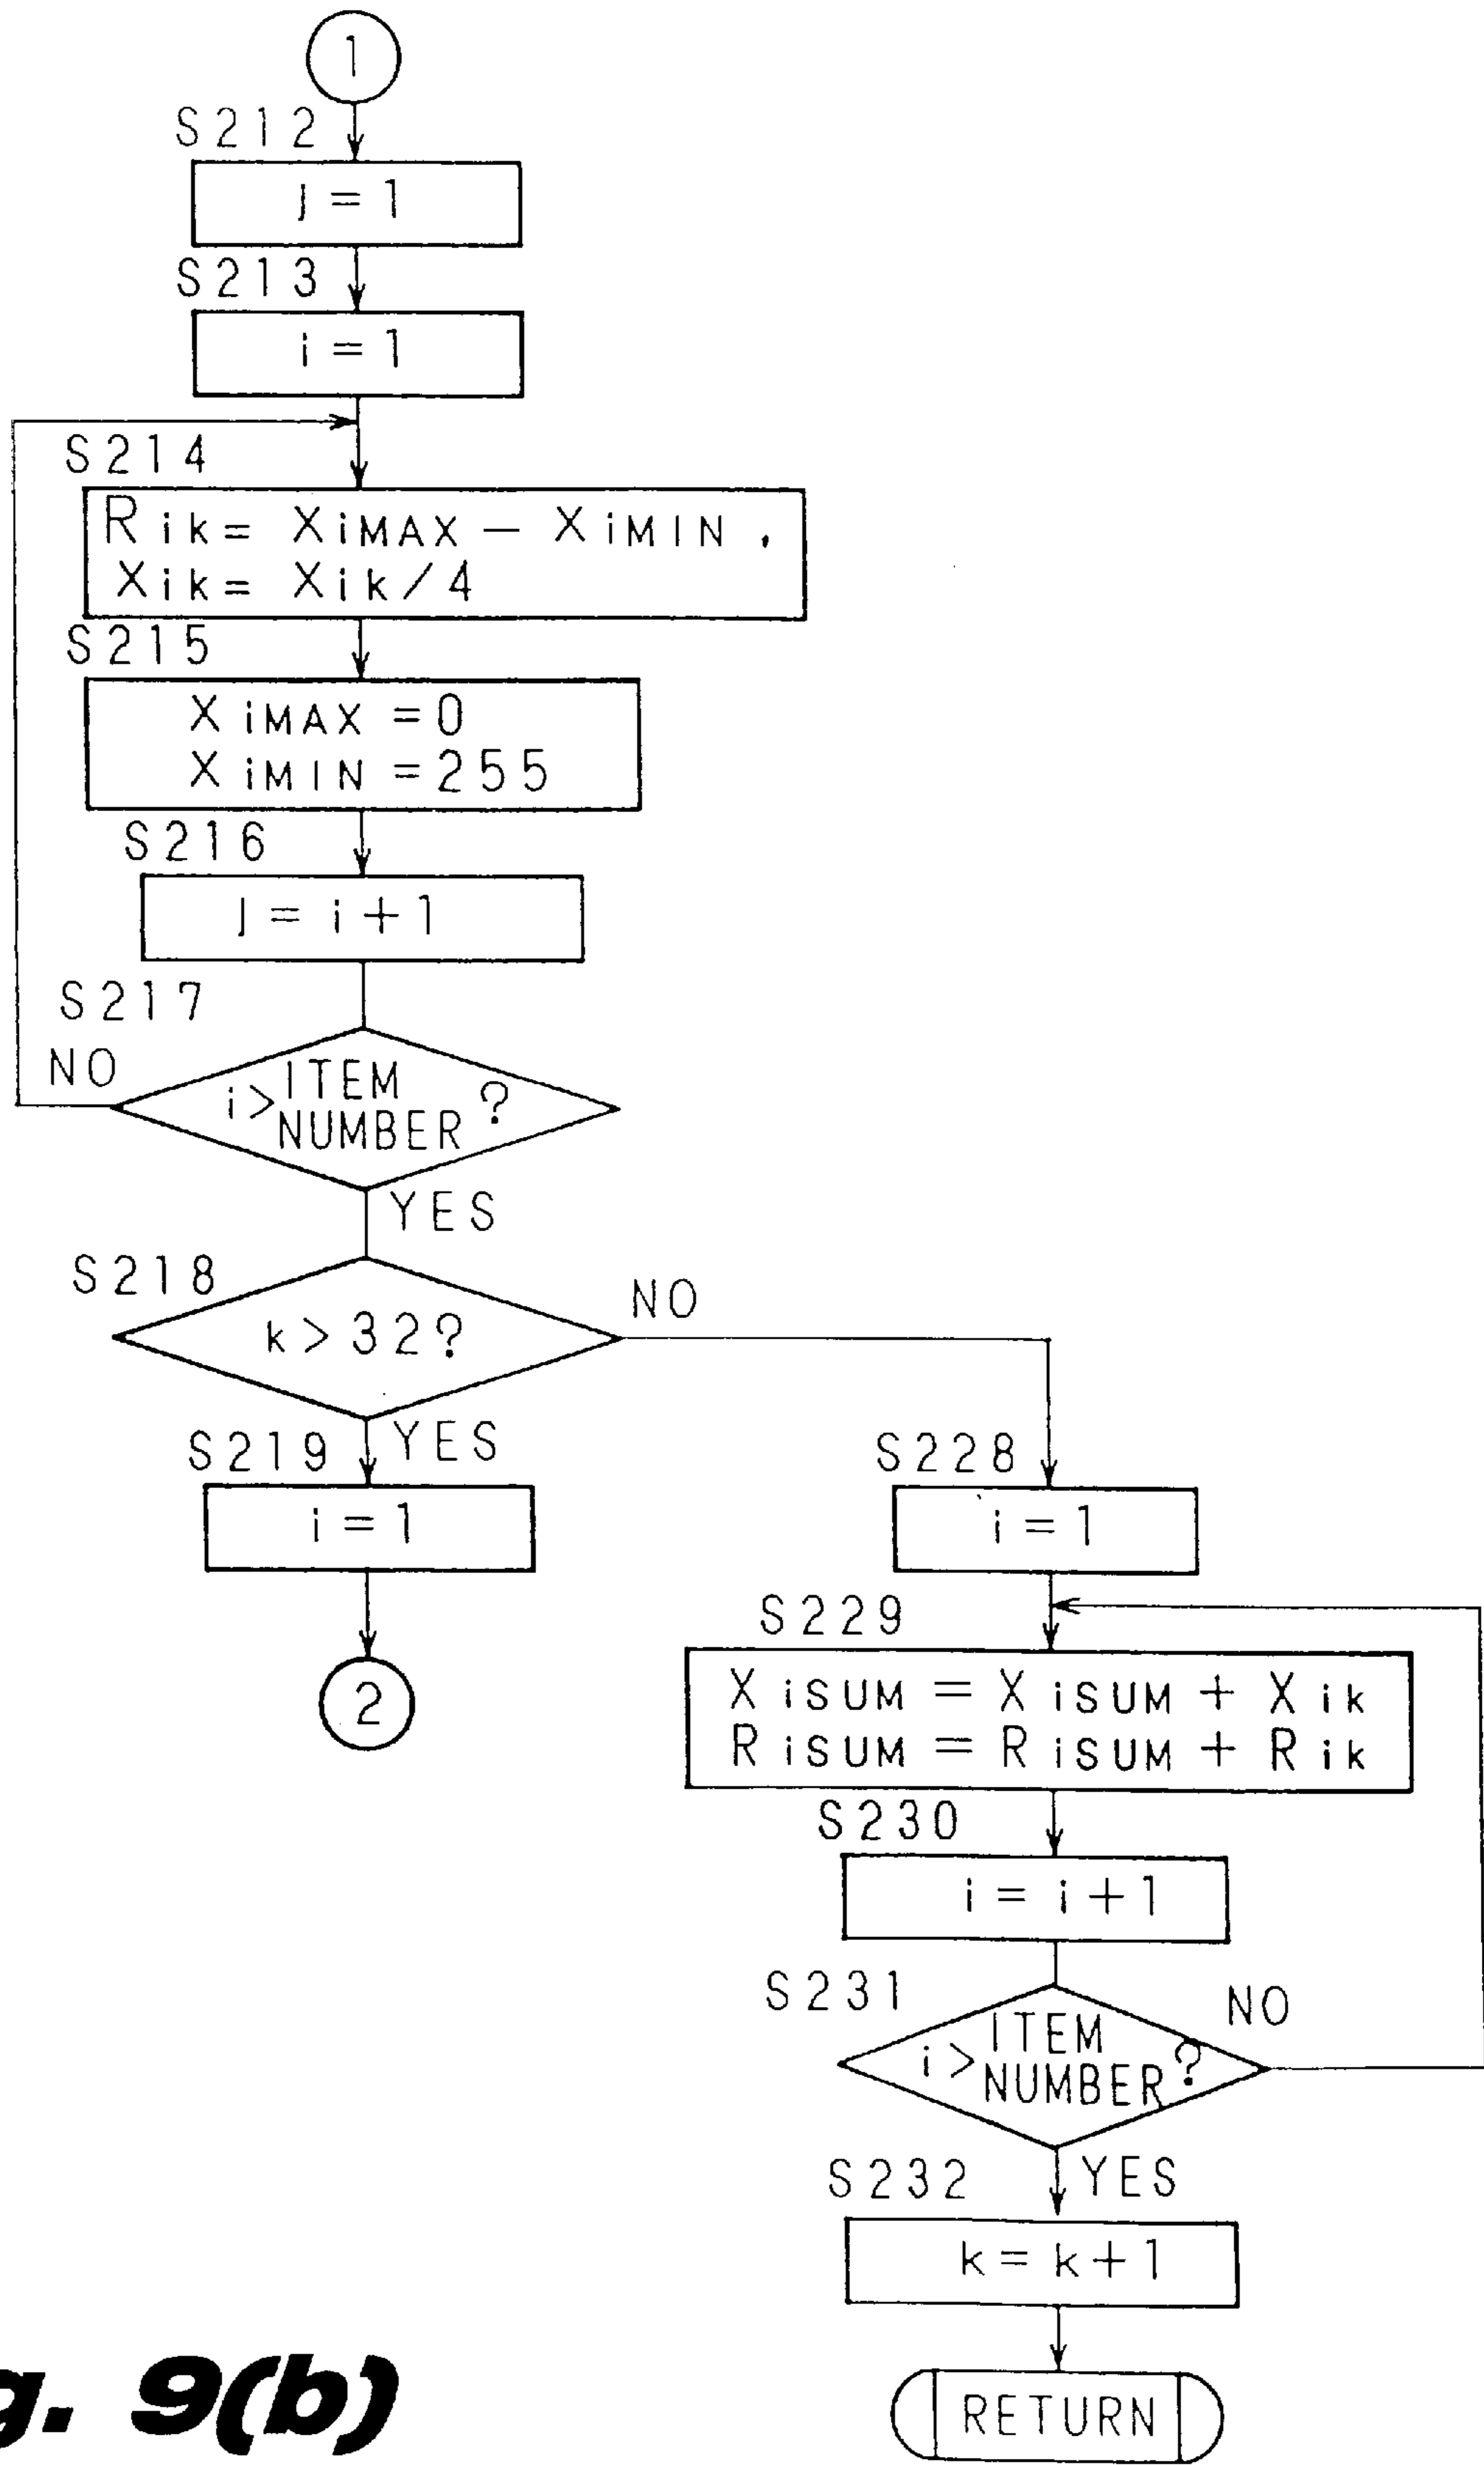 1
S212
j = 1
S213
i = 1
S214
Rik = XiMAX − XiMIN ,
Xik = Xik / 4
S215
XiMAX = 0
XiMIN = 255
S216
j = i + 1
S217
NO
i > ITEM
NUMBER ?
YES
S218
NO
k > 32?
S219
YES
i = 1
2
S228
i = 1
S229
XiSUM = XiSUM + Xik
RiSUM = RiSUM + Rik
S230
i = i + 1
S231
NO
i > ITEM
NUMBER ?
S232
YES
k = k + 1
RETURN
g. 9(b)